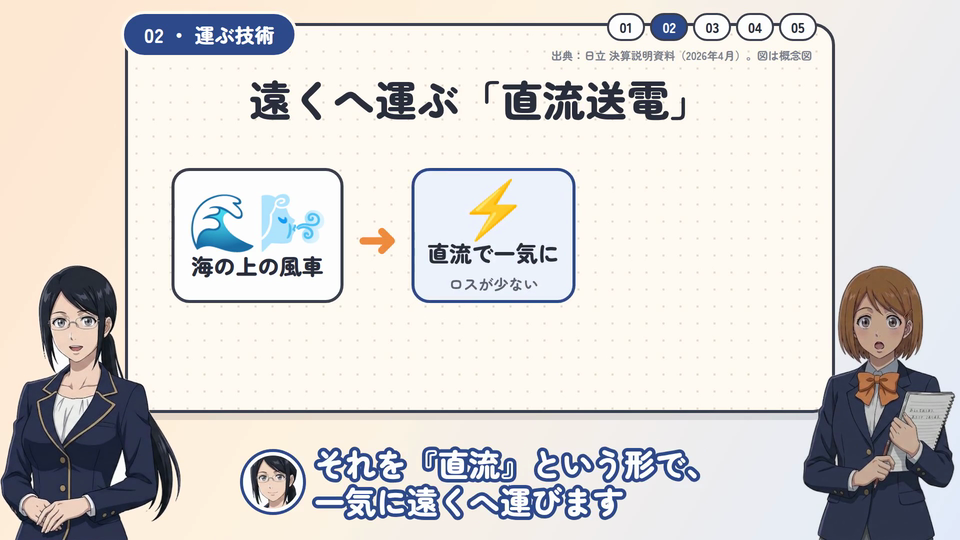 02 ・ 運ぶ技術
01 02 03 04 05
出典：日立 決算説明資料（2026年4月）。図は概念図
遠くへ運ぶ「直流送電」
海の上の風車
直流で一気に
ロスが少ない
それを『直流』という形で、
一気に遠くへ運びます